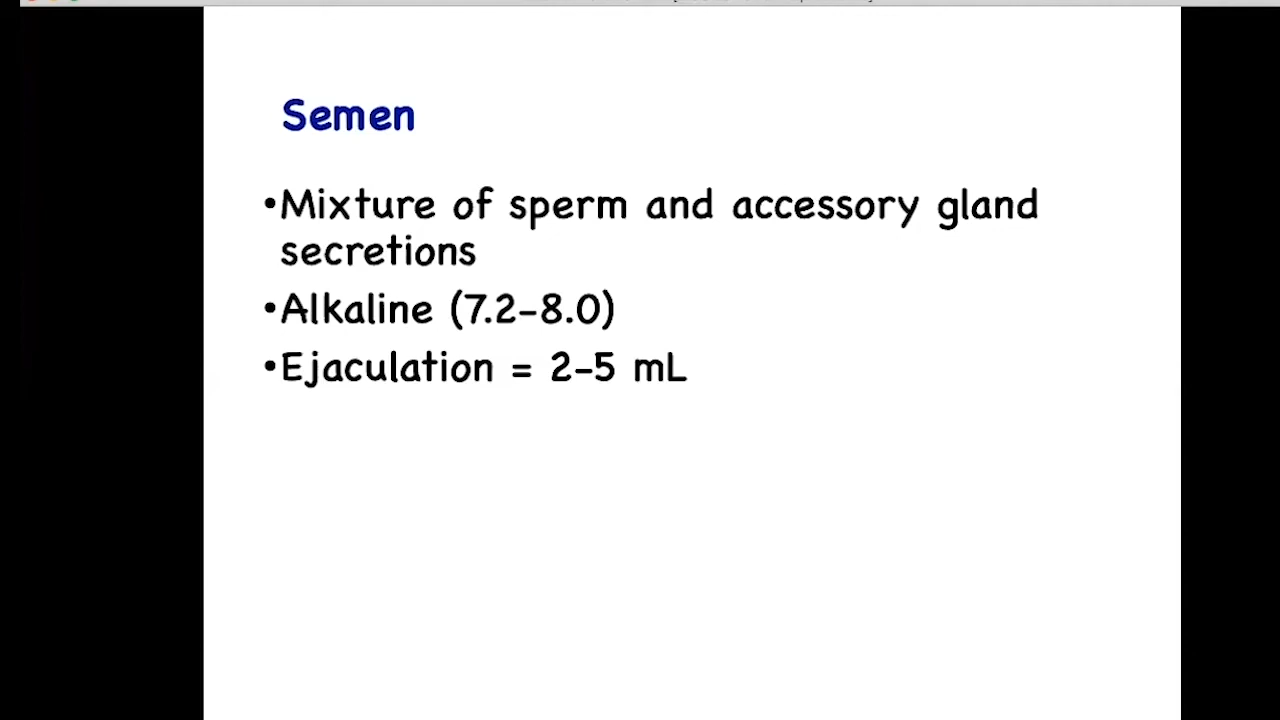 Semen
•Mixture of sperm and accessory gland
secretions
•Alkaline (7.2-8.0)
•Ejaculation = 2-5 mL